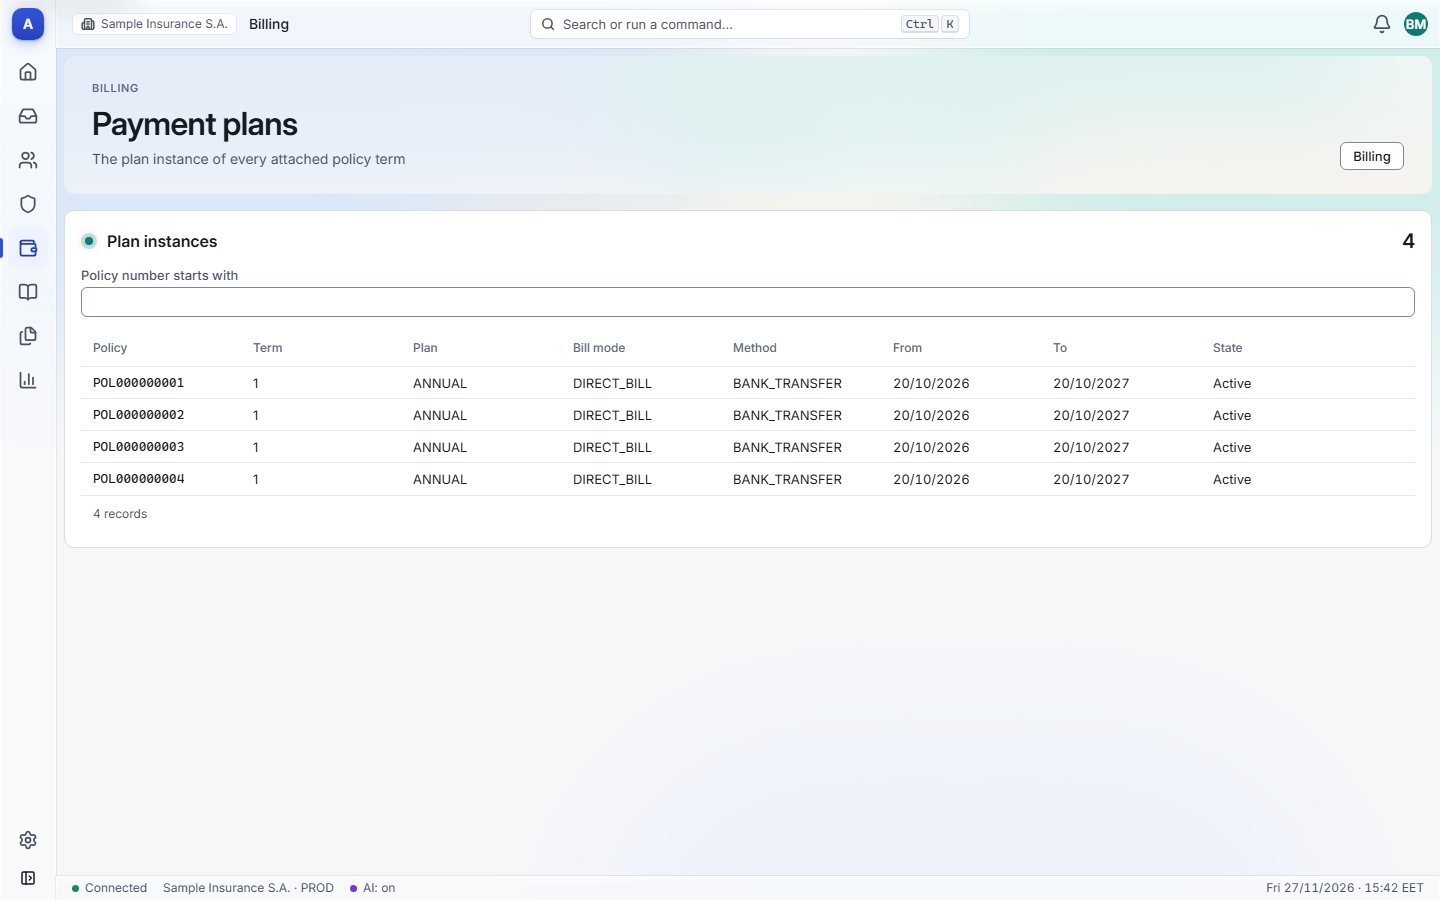 A
Sample Insurance S.A.
Billing
Search or run a command...
Ctrl K
BM
BILLING
Payment plans
The plan instance of every attached policy term
Billing
Plan instances
4
Policy number starts with
Policy Term Plan Bill mode Method From To State
POL000000001 1 ANNUAL DIRECT_BILL BANK_TRANSFER 20/10/2026 20/10/2027 Active
POL000000002 1 ANNUAL DIRECT_BILL BANK_TRANSFER 20/10/2026 20/10/2027 Active
POL000000003 1 ANNUAL DIRECT_BILL BANK_TRANSFER 20/10/2026 20/10/2027 Active
POL000000004 1 ANNUAL DIRECT_BILL BANK_TRANSFER 20/10/2026 20/10/2027 Active
4 records
Connected Sample Insurance S.A. · PROD AI: on Fri 27/11/2026 · 15:42 EET